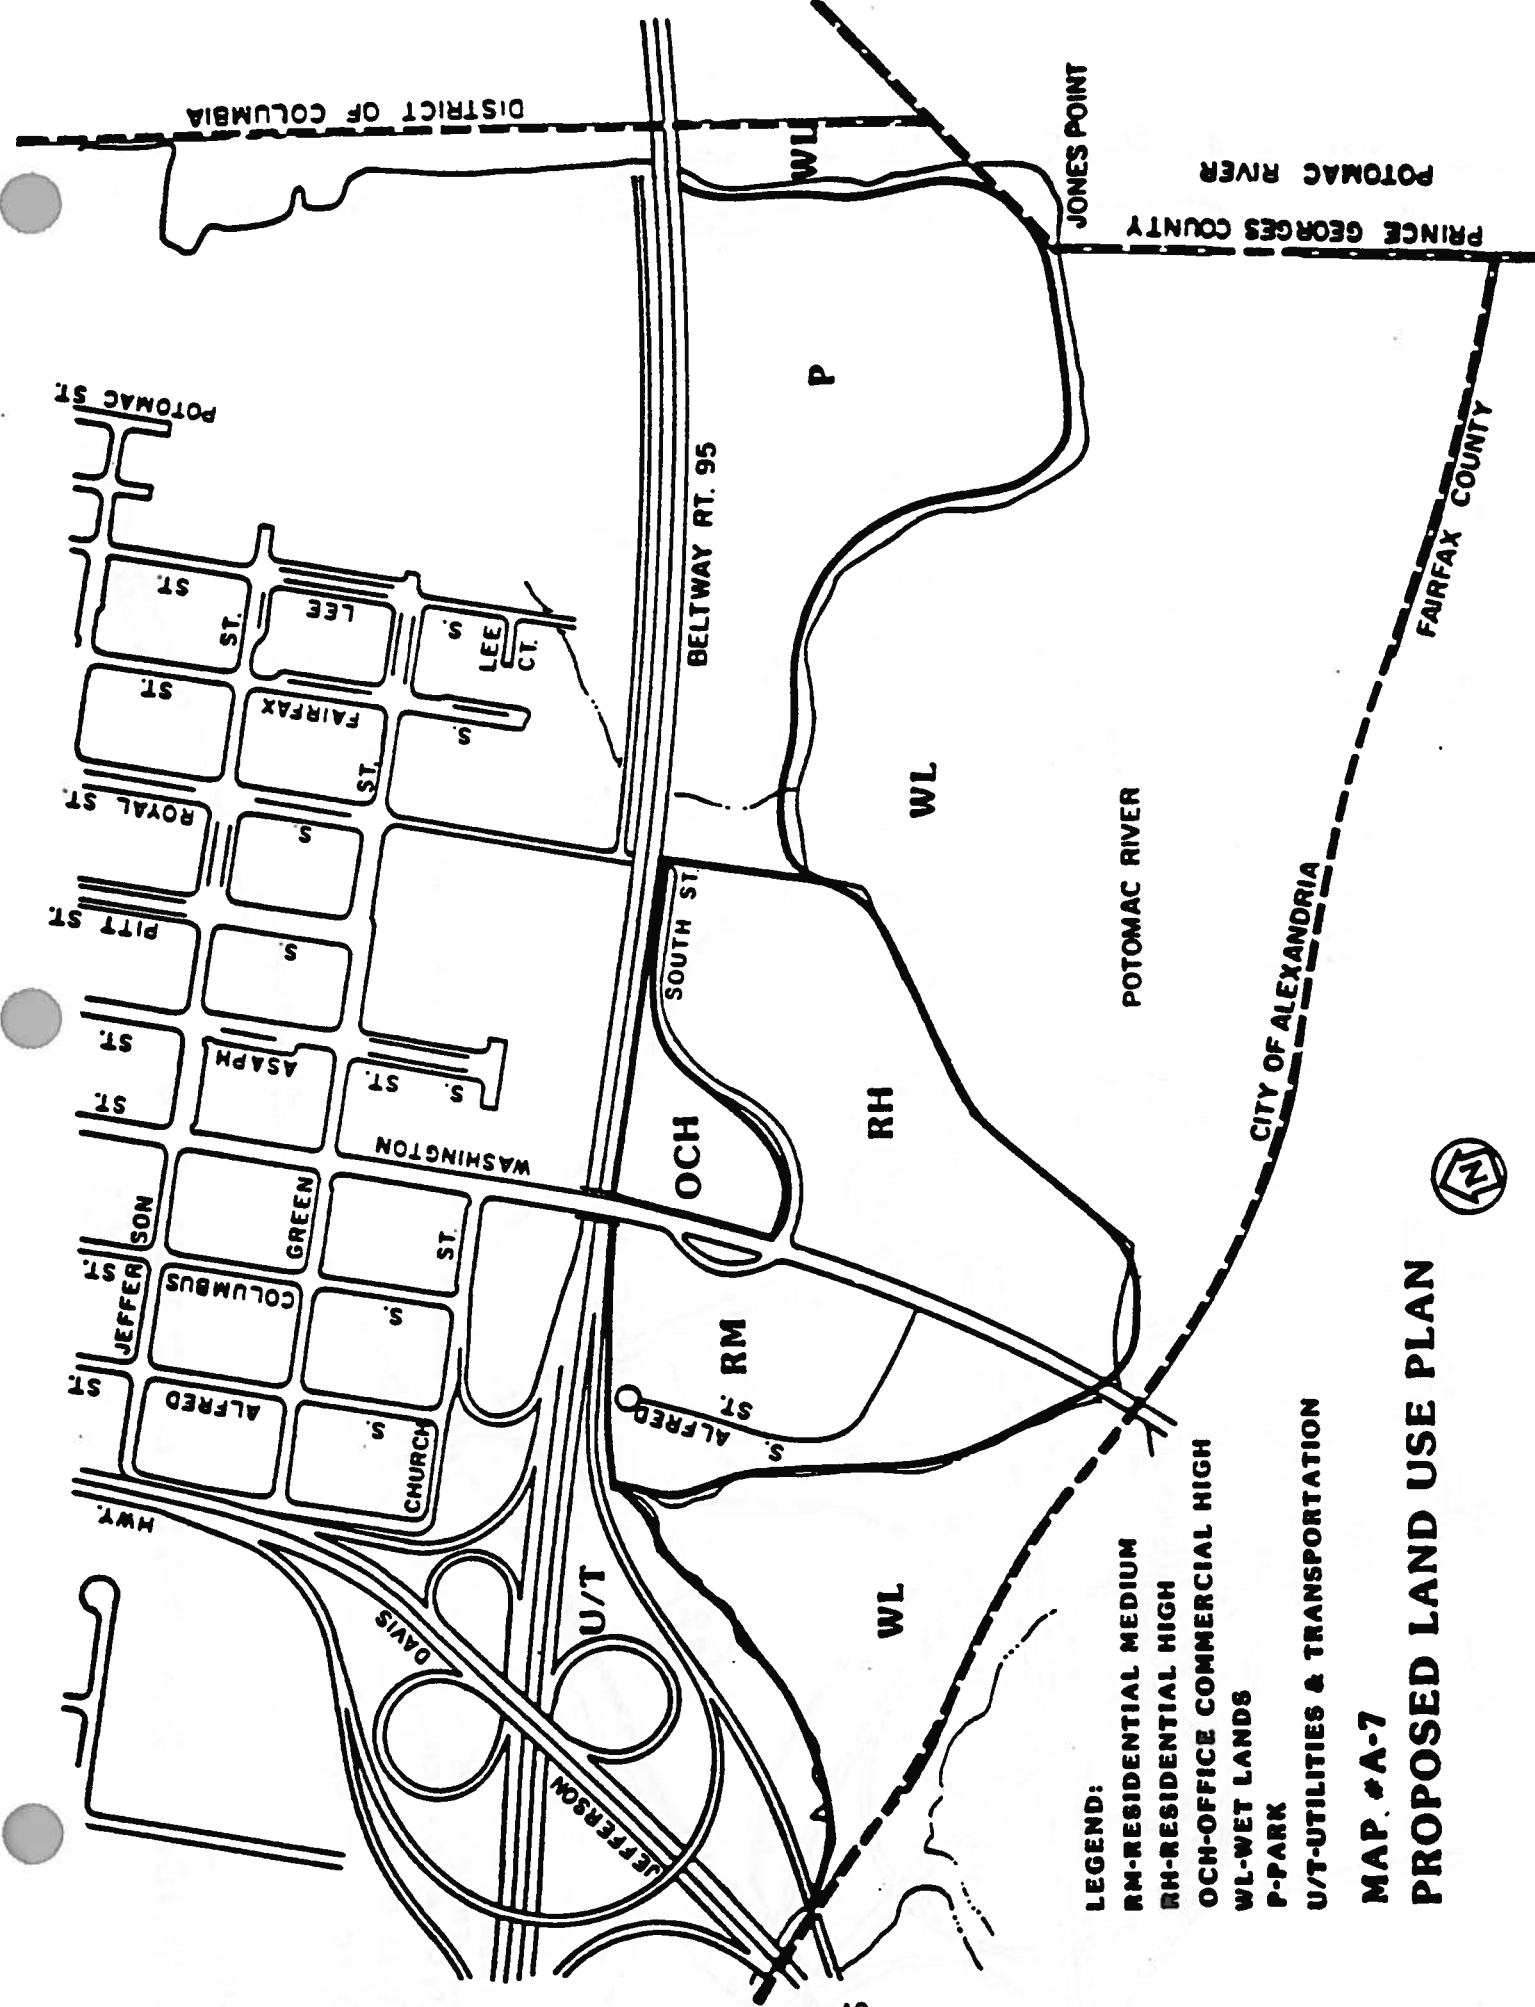 DISTRICT OF COLUMBIA
WL
JONES POINT
POTOMAC RIVER
PRINCE GEORGES COUNTY
POTOMAC ST.
P
BELTWAY RT. 95
FAIRFAX COUNTY
S. LEE ST.
LEE
CT.
ST.
S. FAIRFAX ST.
ST.
ROYAL ST.
S.
PITT ST.
S.
WL
POTOMAC RIVER
SOUTH ST.
CITY OF ALEXANDRIA
ST.
ASAPH
ST.
S.
ST.
WASHINGTON
OCH
RH
JEFFERSON
GREEN
ST.
S. COLUMBUS ST.
S. ALFRED ST.
CHURCH
RM
S. ALFRED ST.
N
HWY.
DAVIS
JEFFERSON
U/T
WL
LEGEND:
RM-RESIDENTIAL MEDIUM
RH-RESIDENTIAL HIGH
OCH-OFFICE COMMERCIAL HIGH
WL-WET LANDS
P-PARK
U/T-UTILITIES & TRANSPORTATION
MAP. #A-7
PROPOSED LAND USE PLAN